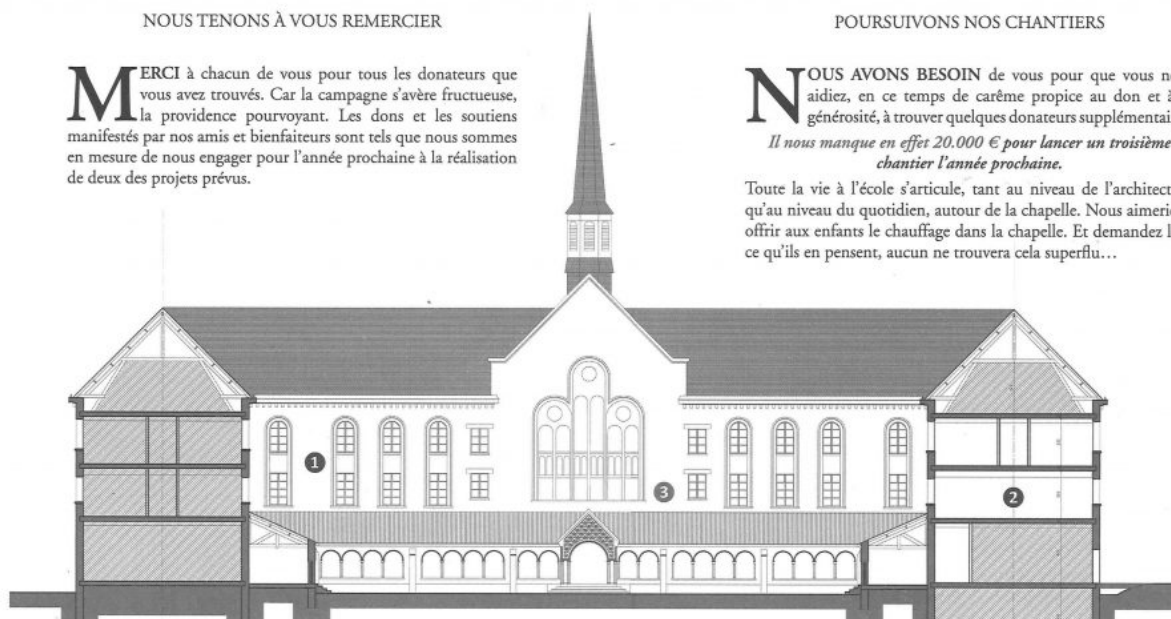 NOUS TENONS À VOUS REMERCIER
MERCI à chacun de vous pour tous les donateurs que
vous avez trouvés. Car la campagne s'avère fructueuse,
la providence pourvoyant. Les dons et les soutiens
manifestés par nos amis et bienfaiteurs sont tels que nous sommes
en mesure de nous engager pour l'année prochaine à la réalisation
de deux des projets prévus.
POURSUIVONS NOS CHANTIERS
NOUS AVONS BESOIN de vous pour que vous
aidiez, en ce temps de carême propice au don et
générosité, à trouver quelques donateurs
Il nous manque en effet 20.000 € pour lancer un troisième
chantier l'année prochaine.
Toute la vie à l'école s'articule, tant au niveau de
qu'au niveau du quotidien, autour de la chapelle. Nous
offrir aux enfants le chauffage dans la chapelle. Et demandez
ce qu'ils en pensent, aucun ne trouvera cela superflu…
1
3
2